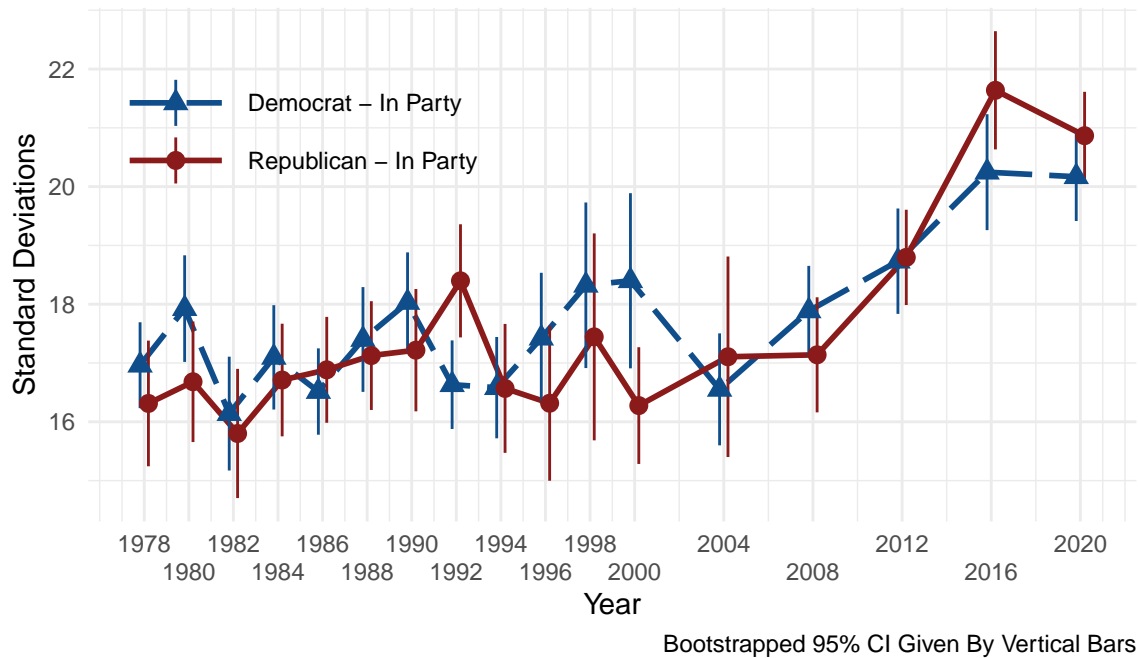 22
20
18
16
Standard Deviations
Democrat – In Party
Republican – In Party
1978 1982 1986 1990 1994 1998 2004 2012 2020
1980 1984 1988 1992 1996 2000 2008 2016
Year
Bootstrapped 95% CI Given By Vertical Bars